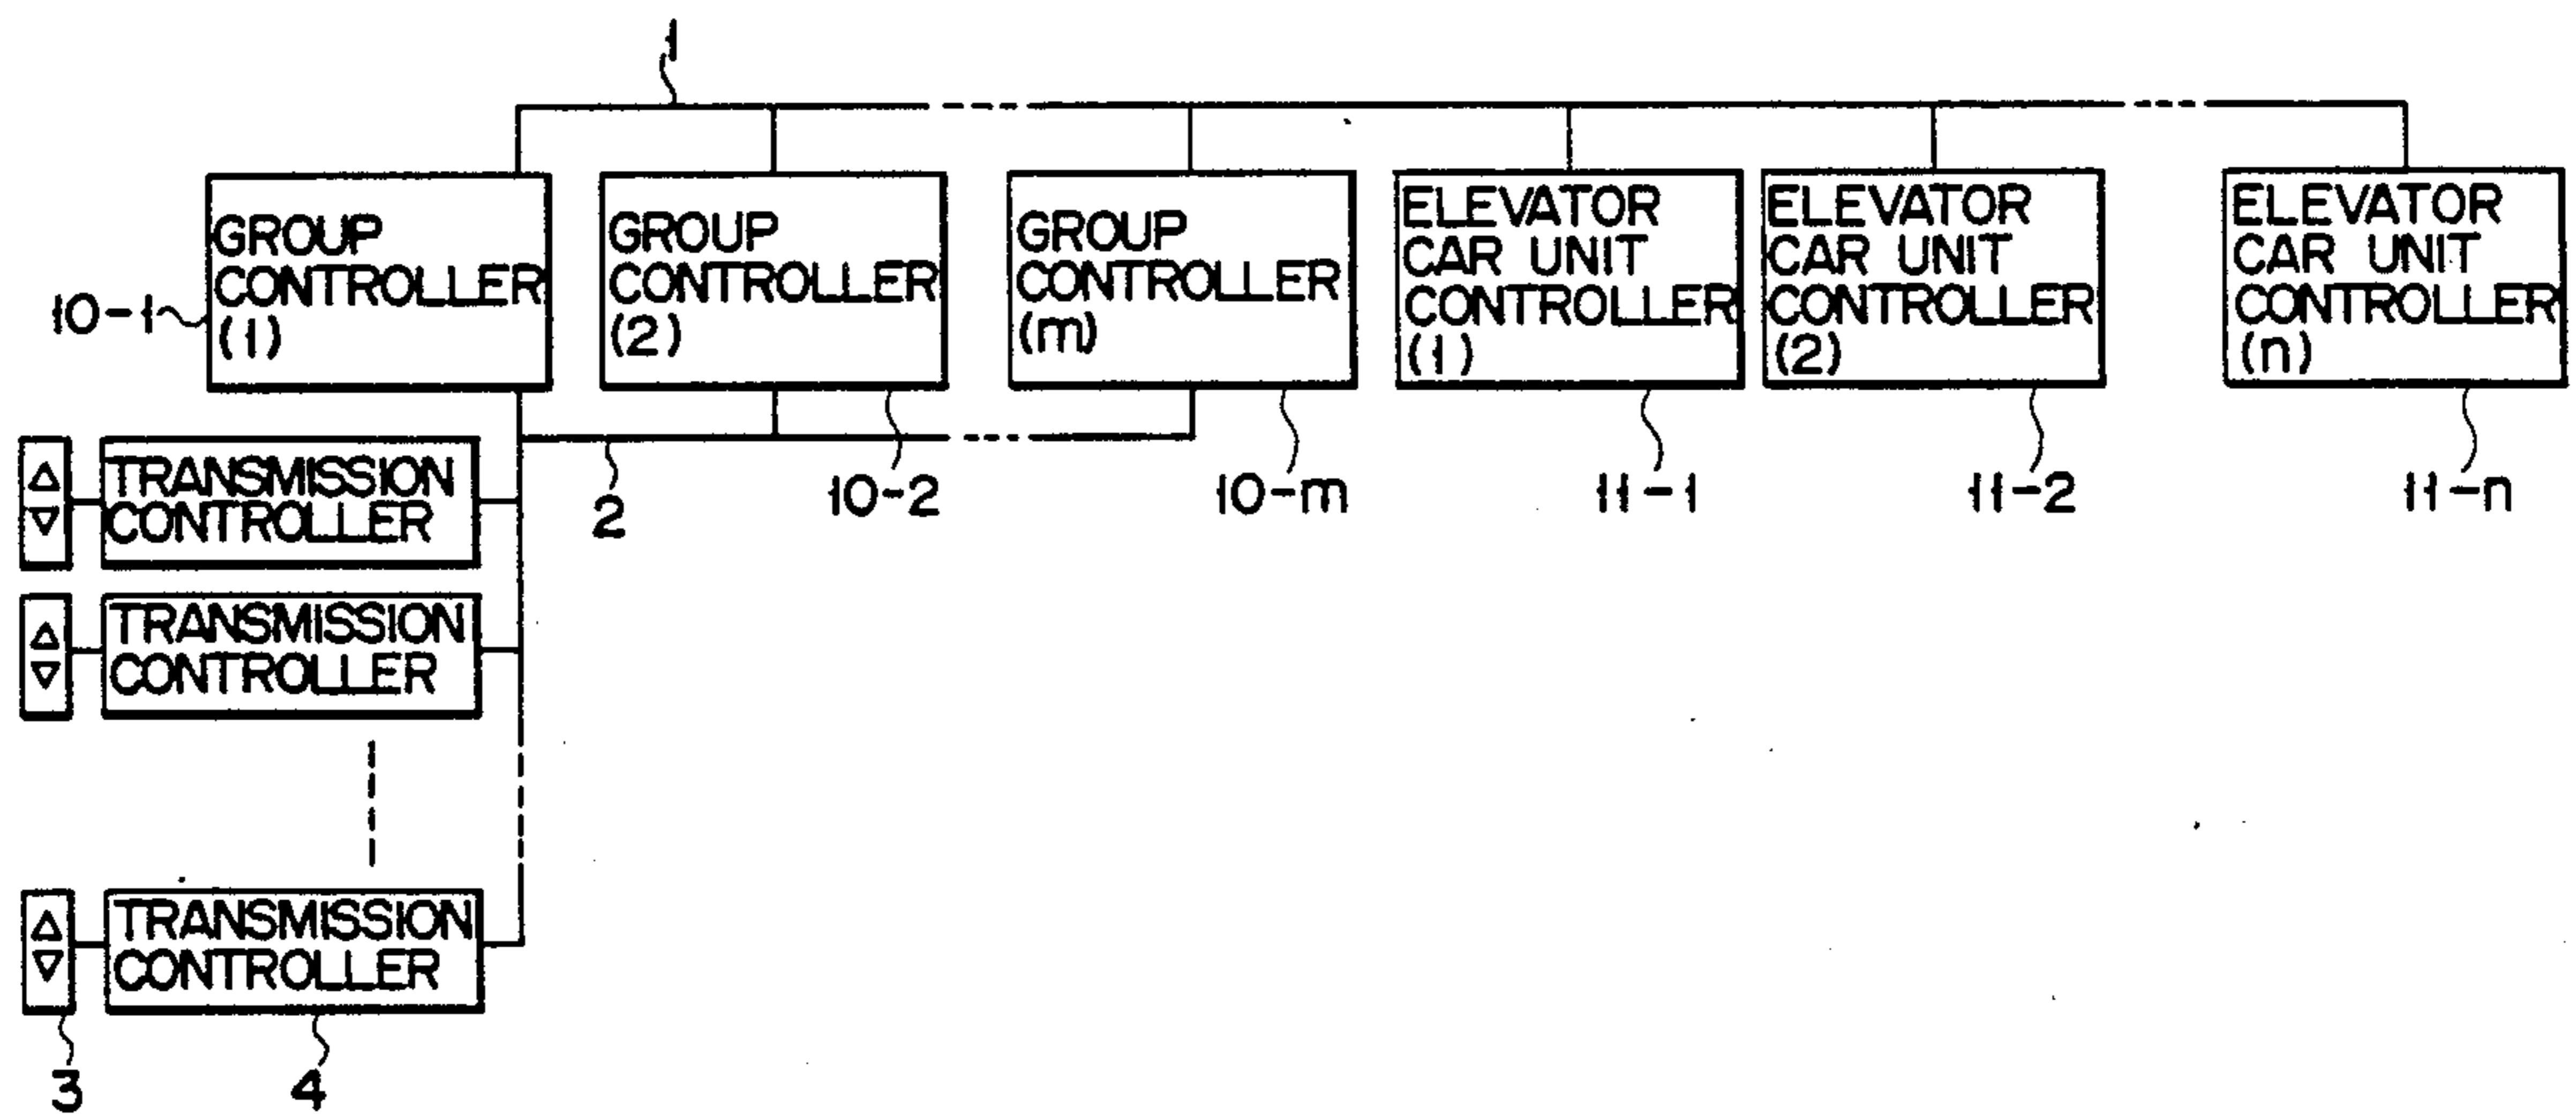 1
GROUP
CONTROLLER
(1)
GROUP
CONTROLLER
(2)
GROUP
CONTROLLER
(m)
ELEVATOR
CAR UNIT
CONTROLLER
(1)
ELEVATOR
CAR UNIT
CONTROLLER
(2)
ELEVATOR
CAR UNIT
CONTROLLER
(n)
10-1
2
10-2
10-m
11-1
11-2
11-n
TRANSMISSION
CONTROLLER
TRANSMISSION
CONTROLLER
TRANSMISSION
CONTROLLER
3
4